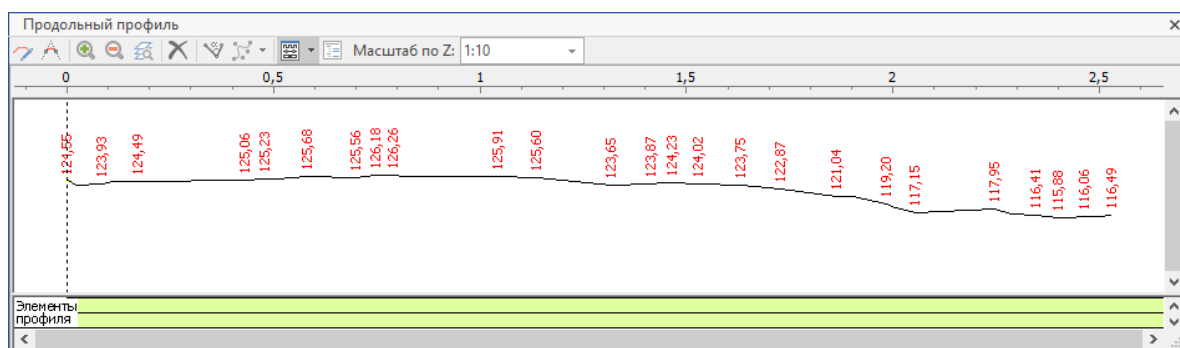 Продольный профиль
Масштаб по Z: 1:10
0 0,5 1 1,5 2 2,5
124,55 123,93 124,49 125,06 125,23 125,68 125,56 126,18 126,26 125,91 125,60 123,65 123,87 124,23 124,02 123,75 122,87 121,04 119,20 117,15 117,95 116,41 115,88 116,06 116,49
Элементы
профиля